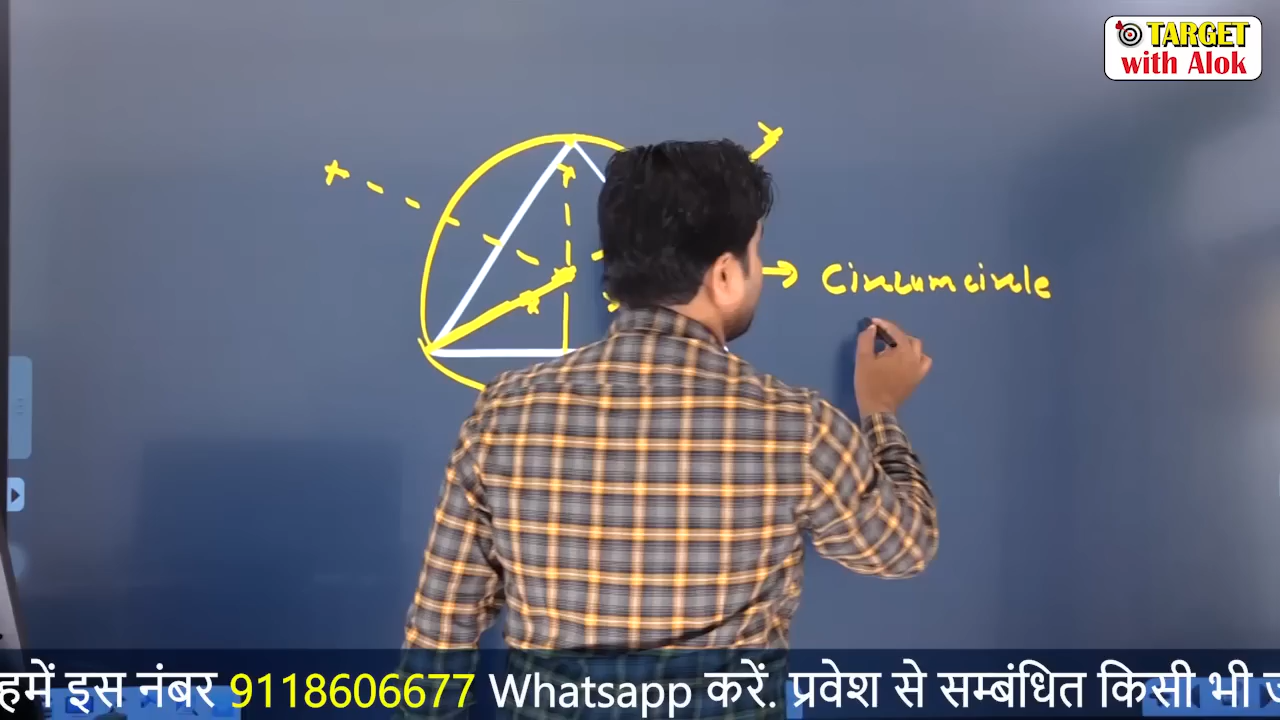 TARGET
with Alok
Circumcircle
हमें इस नंबर 9118606677 Whatsapp करें. प्रवेश से सम्बंधित किसी भी